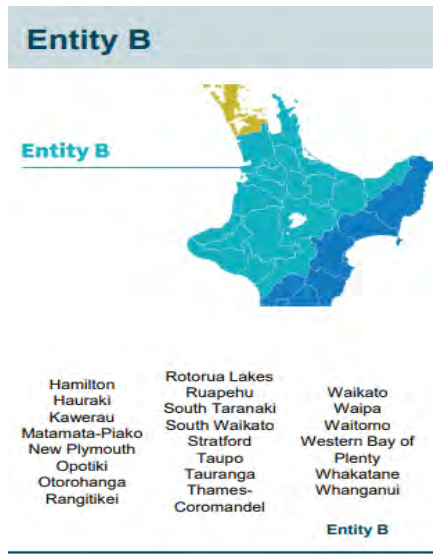 Entity B
Entity B
Hamilton
Hauraki
Kawerau
Matamata-Piako
New Plymouth
Opotiki
Otorohanga
Rangitikei
Rotorua Lakes
Ruapehu
South Taranaki
South Waikato
Stratford
Taupo
Tauranga
Thames-
Coromandel
Waikato
Waipa
Waitomo
Western Bay of
Plenty
Whakatane
Whanganui
Entity B